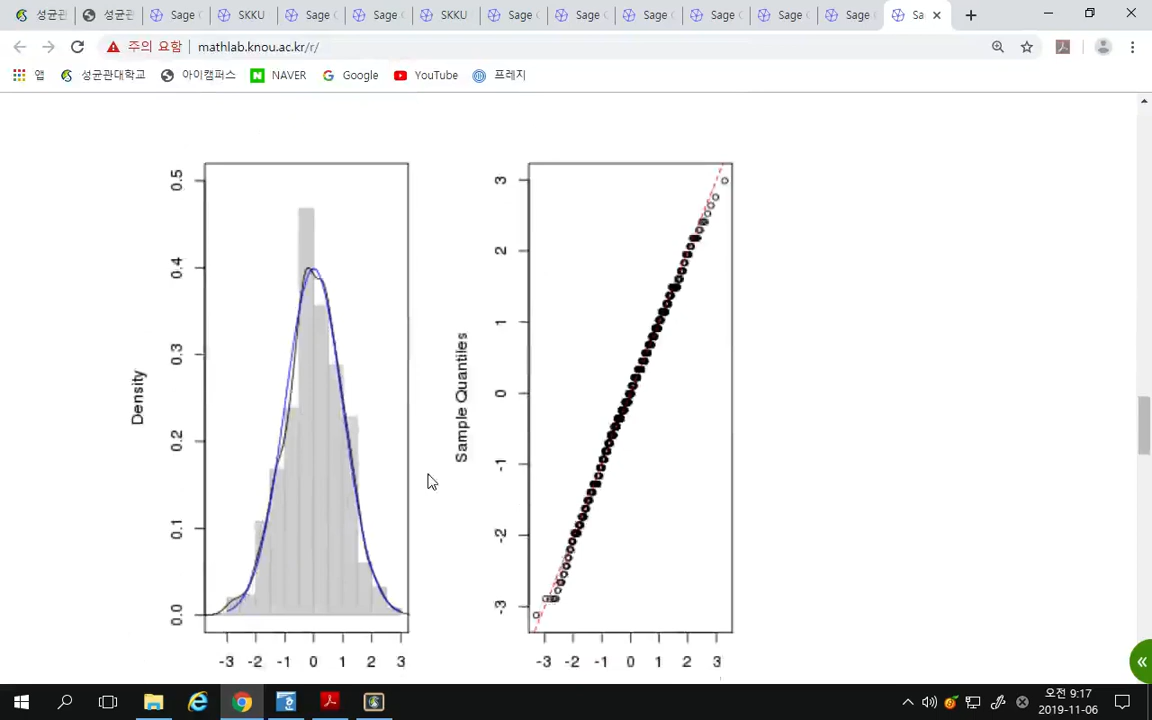 성균관
성균관
Sage
SKKU
Sage
Sage
SKKU
Sage
Sage
Sage
Sage
Sage
Sage
Sa
주의 요함
mathlab.knou.ac.kr/r/
앱
성균관대학교
아이캠퍼스
NAVER
Google
YouTube
프레지
Density
0.5
0.4
0.3
0.2
0.1
0.0
-3 -2 -1 0 1 2 3
Sample Quantiles
3
2
1
0
-1
-2
-3
-3 -2 -1 0 1 2 3
오전 9:17
2019-11-06